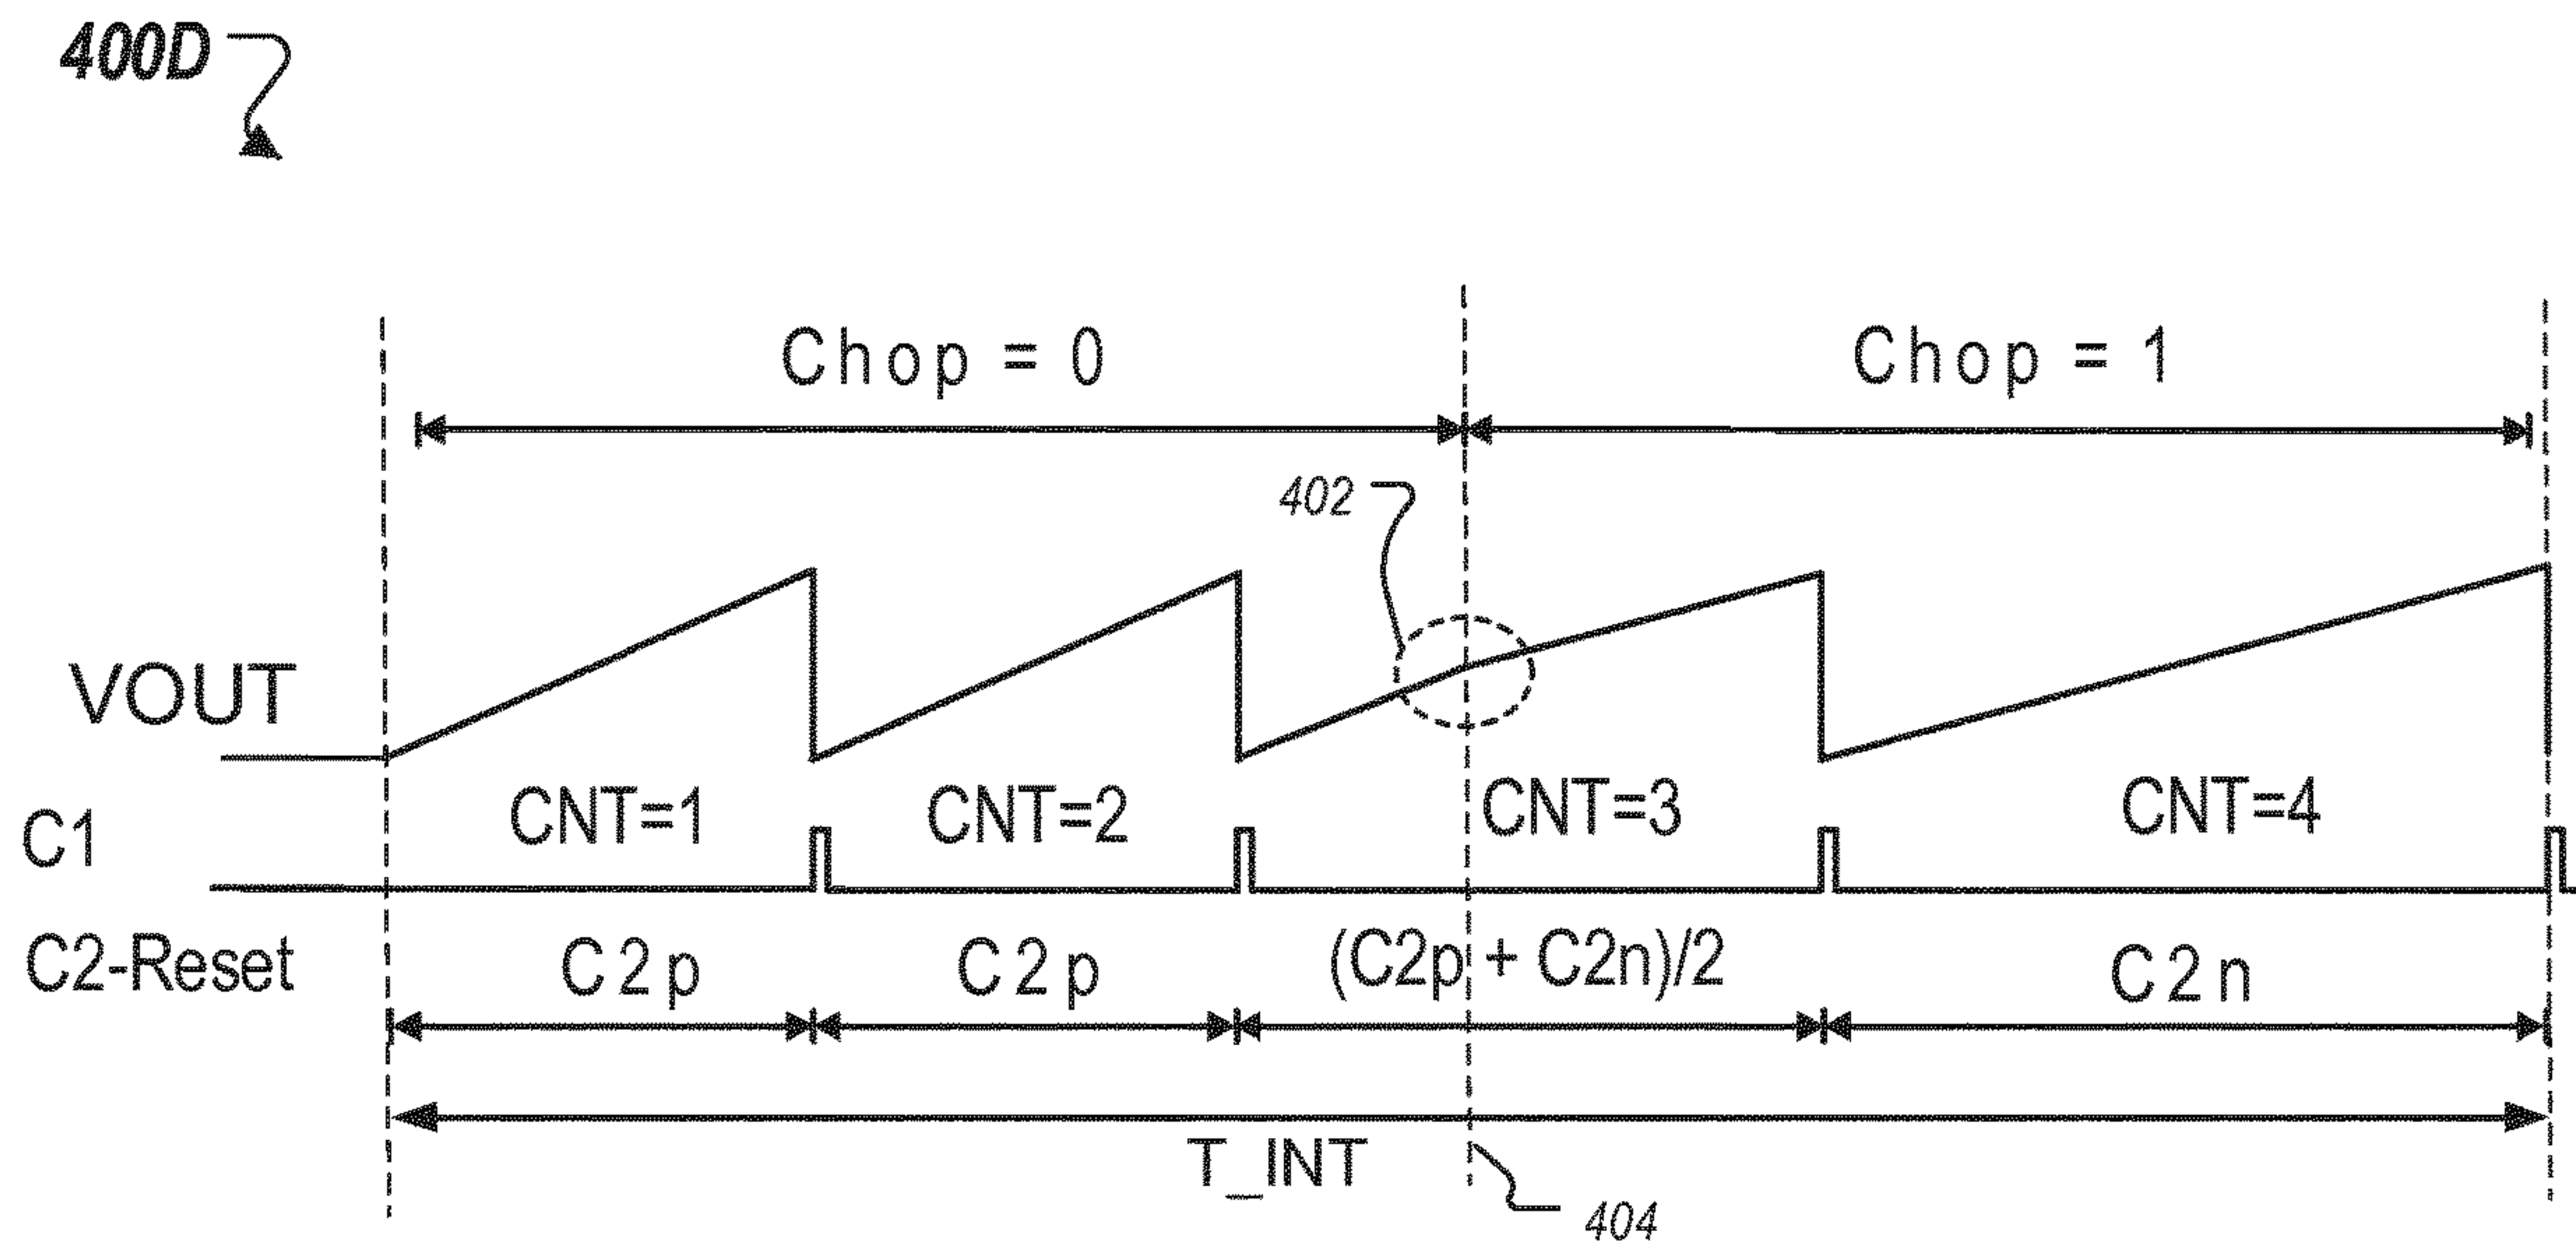 400D
Chop = 0
Chop = 1
402
VOUT
CNT=1
CNT=2
CNT=3
CNT=4
C1
C2-Reset
C2p
C2p
(C2p + C2n)/2
C2n
T_INT
404